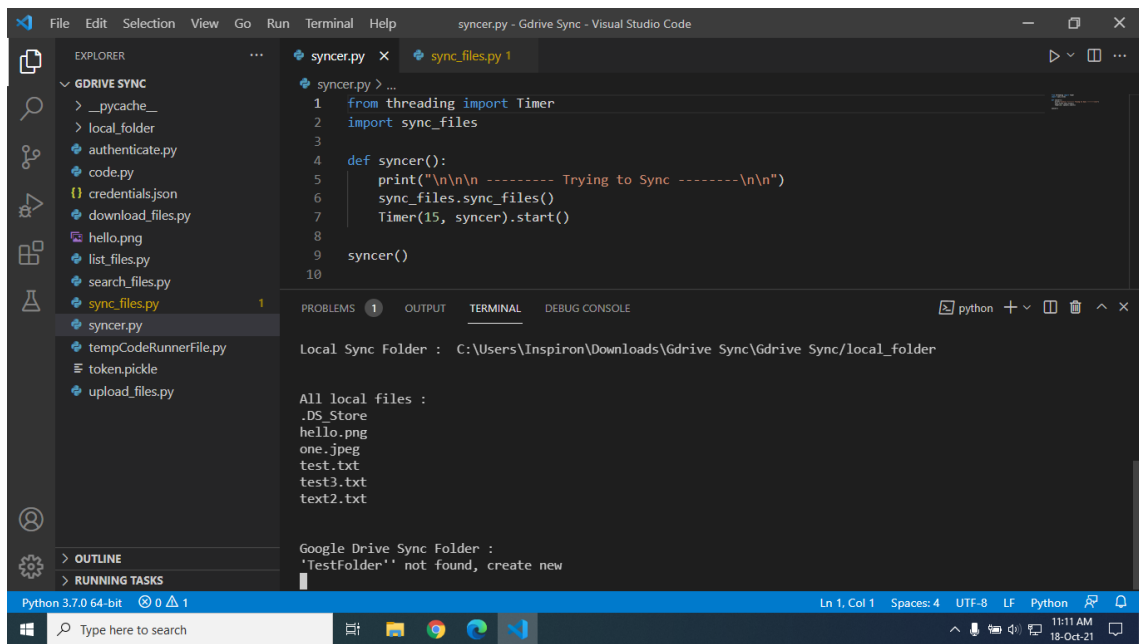 File Edit Selection View Go Run Terminal Help syncer.py - Gdrive Sync - Visual Studio Code
EXPLORER
GDRIVE SYNC
__pycache__
local_folder
authenticate.py
code.py
{} credentials.json
download_files.py
hello.png
list_files.py
search_files.py
sync_files.py 1
syncer.py
tempCodeRunnerFile.py
token.pickle
upload_files.py
OUTLINE
RUNNING TASKS
syncer.py sync_files.py 1
syncer.py > ...
1 from threading import Timer
2 import sync_files
3
4 def syncer():
5 print("\n\n\n --------- Trying to Sync --------\n\n")
6 sync_files.sync_files()
7 Timer(15, syncer).start()
8
9 syncer()
10
PROBLEMS 1 OUTPUT TERMINAL DEBUG CONSOLE python
Local Sync Folder : C:\Users\Inspiron\Downloads\Gdrive Sync\Gdrive Sync/local_folder
All local files :
.DS_Store
hello.png
one.jpeg
test.txt
test3.txt
text2.txt
Google Drive Sync Folder :
'TestFolder'' not found, create new
Python 3.7.0 64-bit 0 1 Ln 1, Col 1 Spaces: 4 UTF-8 LF Python
Type here to search
11:11 AM
18-Oct-21